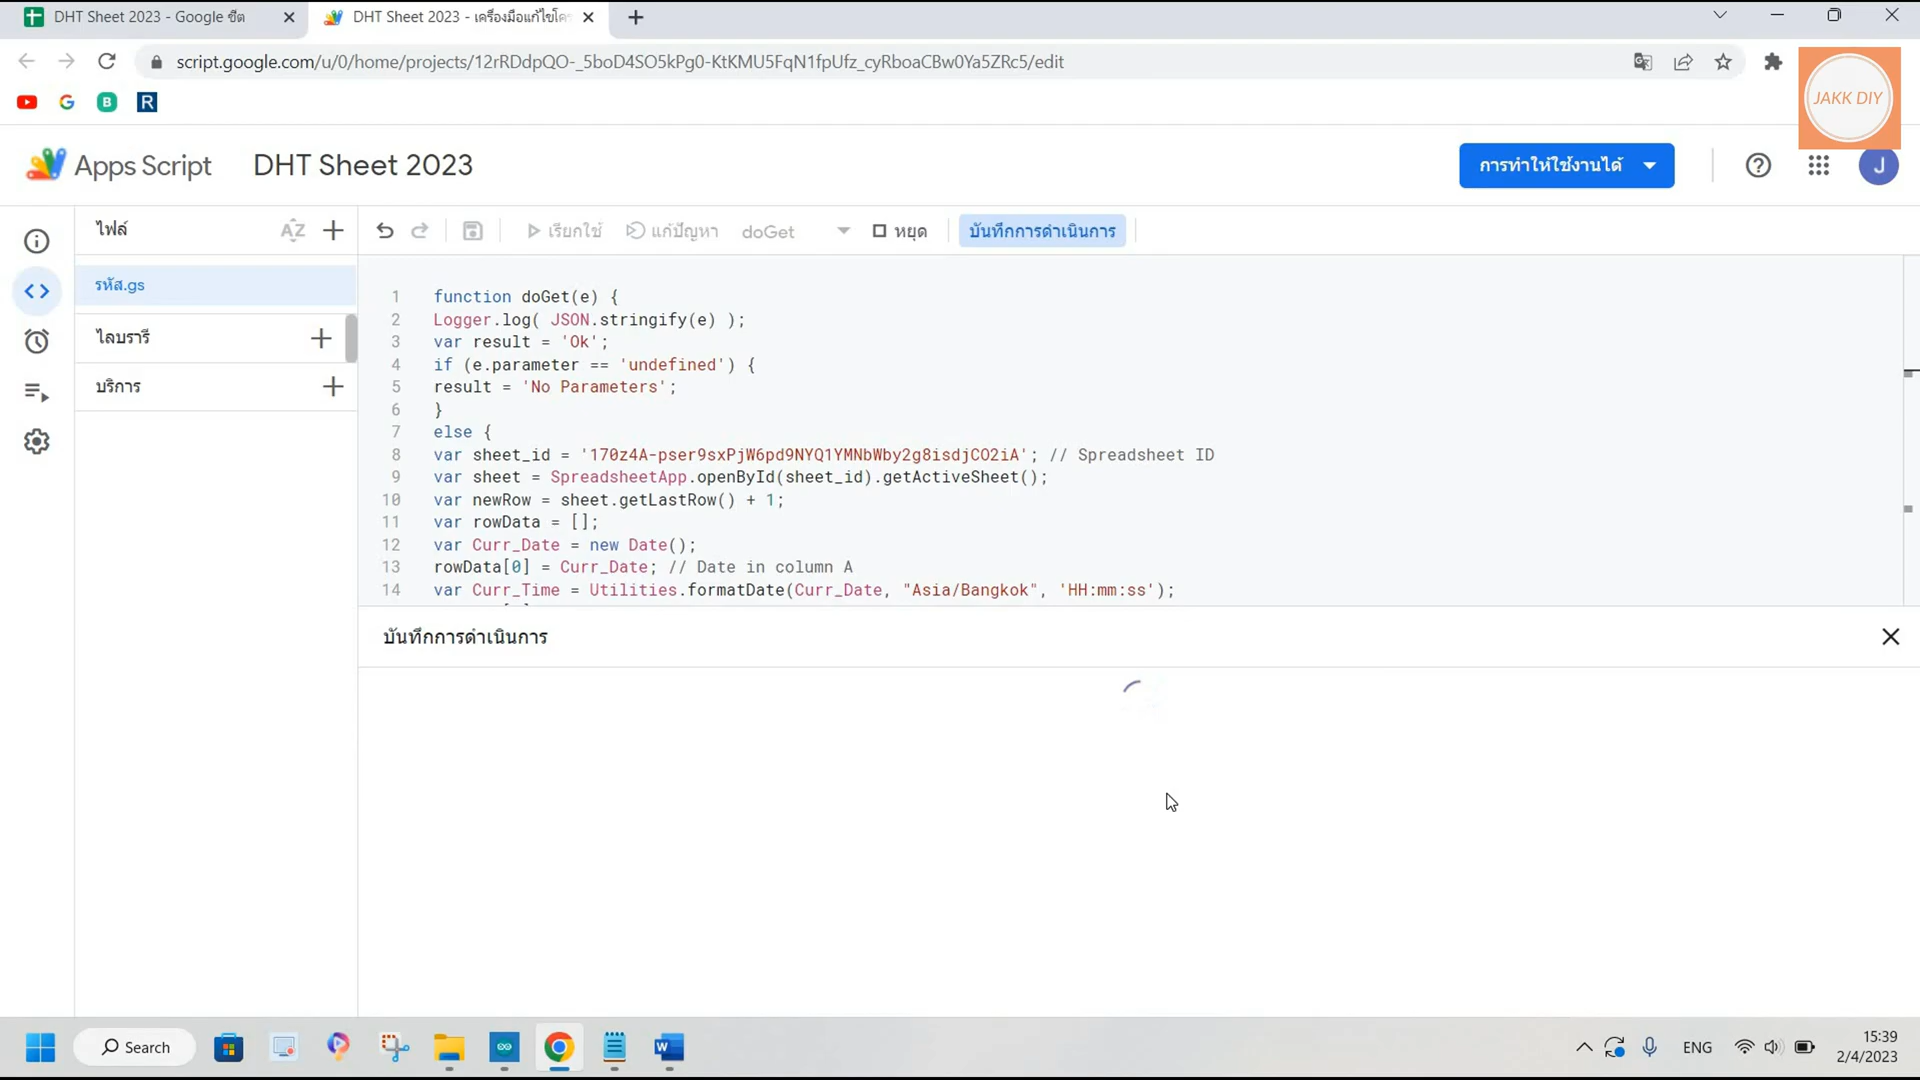 DHT Sheet 2023 - Google ชีต
DHT Sheet 2023 - เครื่องมือแก้ไขโคร
script.google.com/u/0/home/projects/12rRDdpQO-_5boD4SO5kPg0-KtKMU5FqN1fpUfz_cyRboaCBw0Ya5ZRc5/edit
JAKK DIY
Apps Script
DHT Sheet 2023
การทำให้ใช้งานได้
J
ไฟล์
AZ
เรียกใช้
แก้ปัญหา
doGet
หยุด
บันทึกการดำเนินการ
รหัส.gs
ไลบรารี
บริการ
1 function doGet(e) {
2 Logger.log( JSON.stringify(e) );
3 var result = 'Ok';
4 if (e.parameter == 'undefined') {
5 result = 'No Parameters';
6 }
7 else {
8 var sheet_id = '170z4A-pser9sxPjW6pd9NYQ1YMNbWby2g8isdjCO2iA'; // Spreadsheet ID
9 var sheet = SpreadsheetApp.openById(sheet_id).getActiveSheet();
10 var newRow = sheet.getLastRow() + 1;
11 var rowData = [];
12 var Curr_Date = new Date();
13 rowData[0] = Curr_Date; // Date in column A
14 var Curr_Time = Utilities.formatDate(Curr_Date, "Asia/Bangkok", 'HH:mm:ss');
บันทึกการดำเนินการ
Search
ENG
15:39
2/4/2023